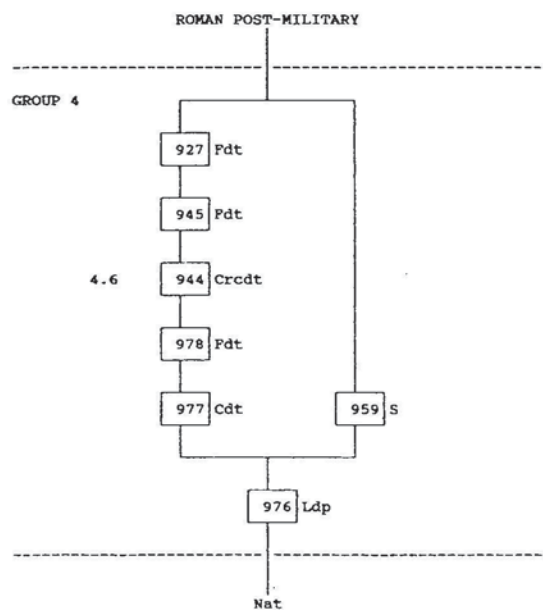 ROMAN POST-MILITARY
GROUP 4
927 Fdt
945 Fdt
4.6 944 Crcdt
978 Fdt
977 Cdt 959 S
976 Ldp
Nat